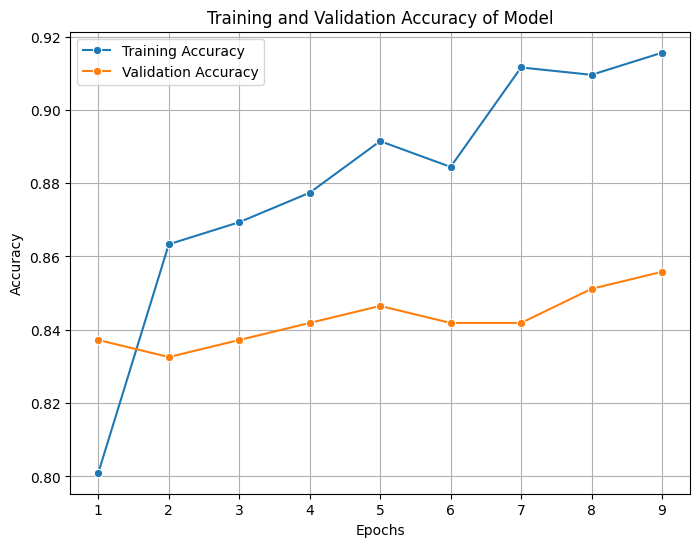 Training and Validation Accuracy of Model
Training Accuracy
Validation Accuracy
0.92
0.90
0.88
0.86
0.84
0.82
0.80
Accuracy
1 2 3 4 5 6 7 8 9
Epochs